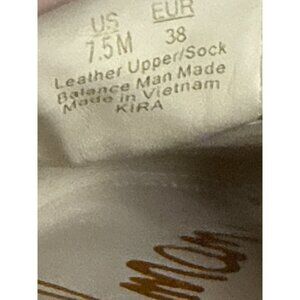 US EUR
7.5M 38
Leather Upper/Sock
Balance Man Made
Made in Vietnam
KIRA